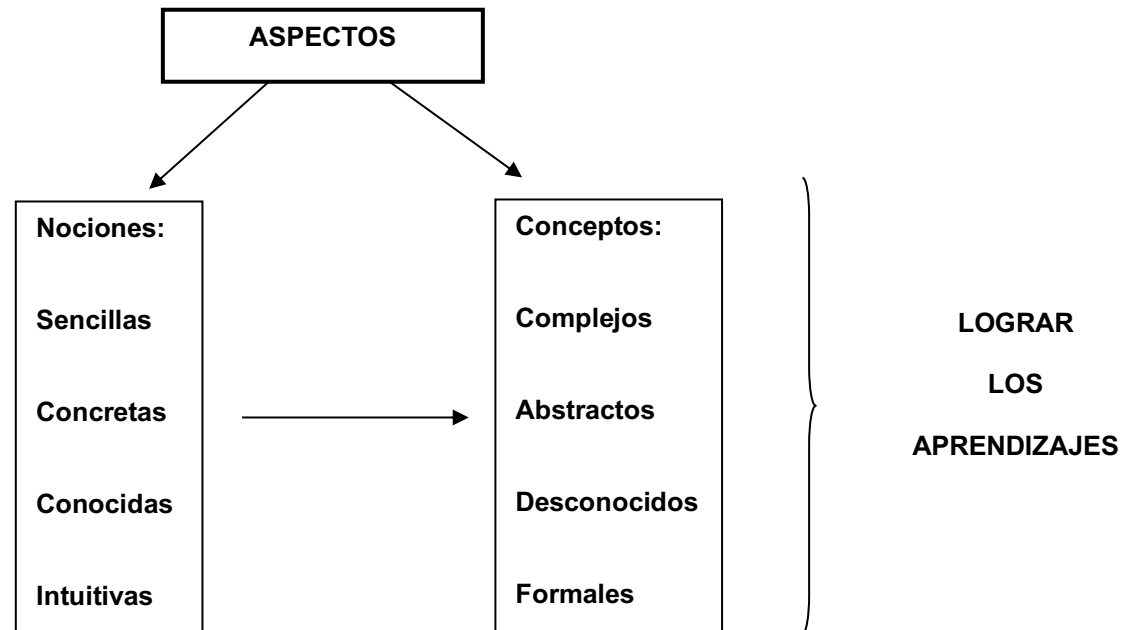 ASPECTOS
Nociones:
Sencillas
Concretas
Conocidas
Intuitivas
Conceptos:
Complejos
Abstractos
Desconocidos
Formales
LOGRAR
LOS
APRENDIZAJES